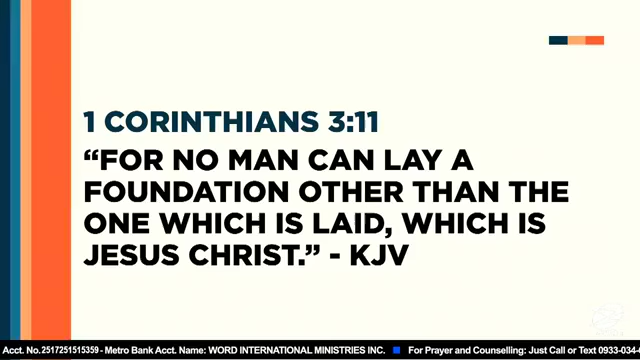 1 CORINTHIANS 3:11
“FOR NO MAN CAN LAY A
FOUNDATION OTHER THAN THE
ONE WHICH IS LAID, WHICH IS
JESUS CHRIST.” - KJV
Acct. No.2517251515359 - Metro Bank Acct. Name: WORD INTERNATIONAL MINISTRIES INC. ■ For Prayer and Counselling: Just Call or Text 0933-034-